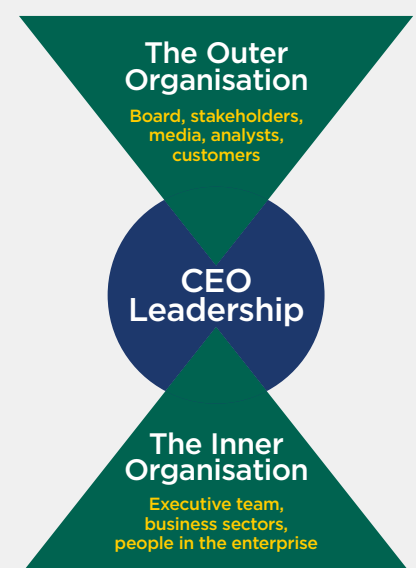 The Outer
Organisation
Board, stakeholders,
media, analysts,
customers
CEO
Leadership
The Inner
Organisation
Executive team,
business sectors,
people in the enterprise